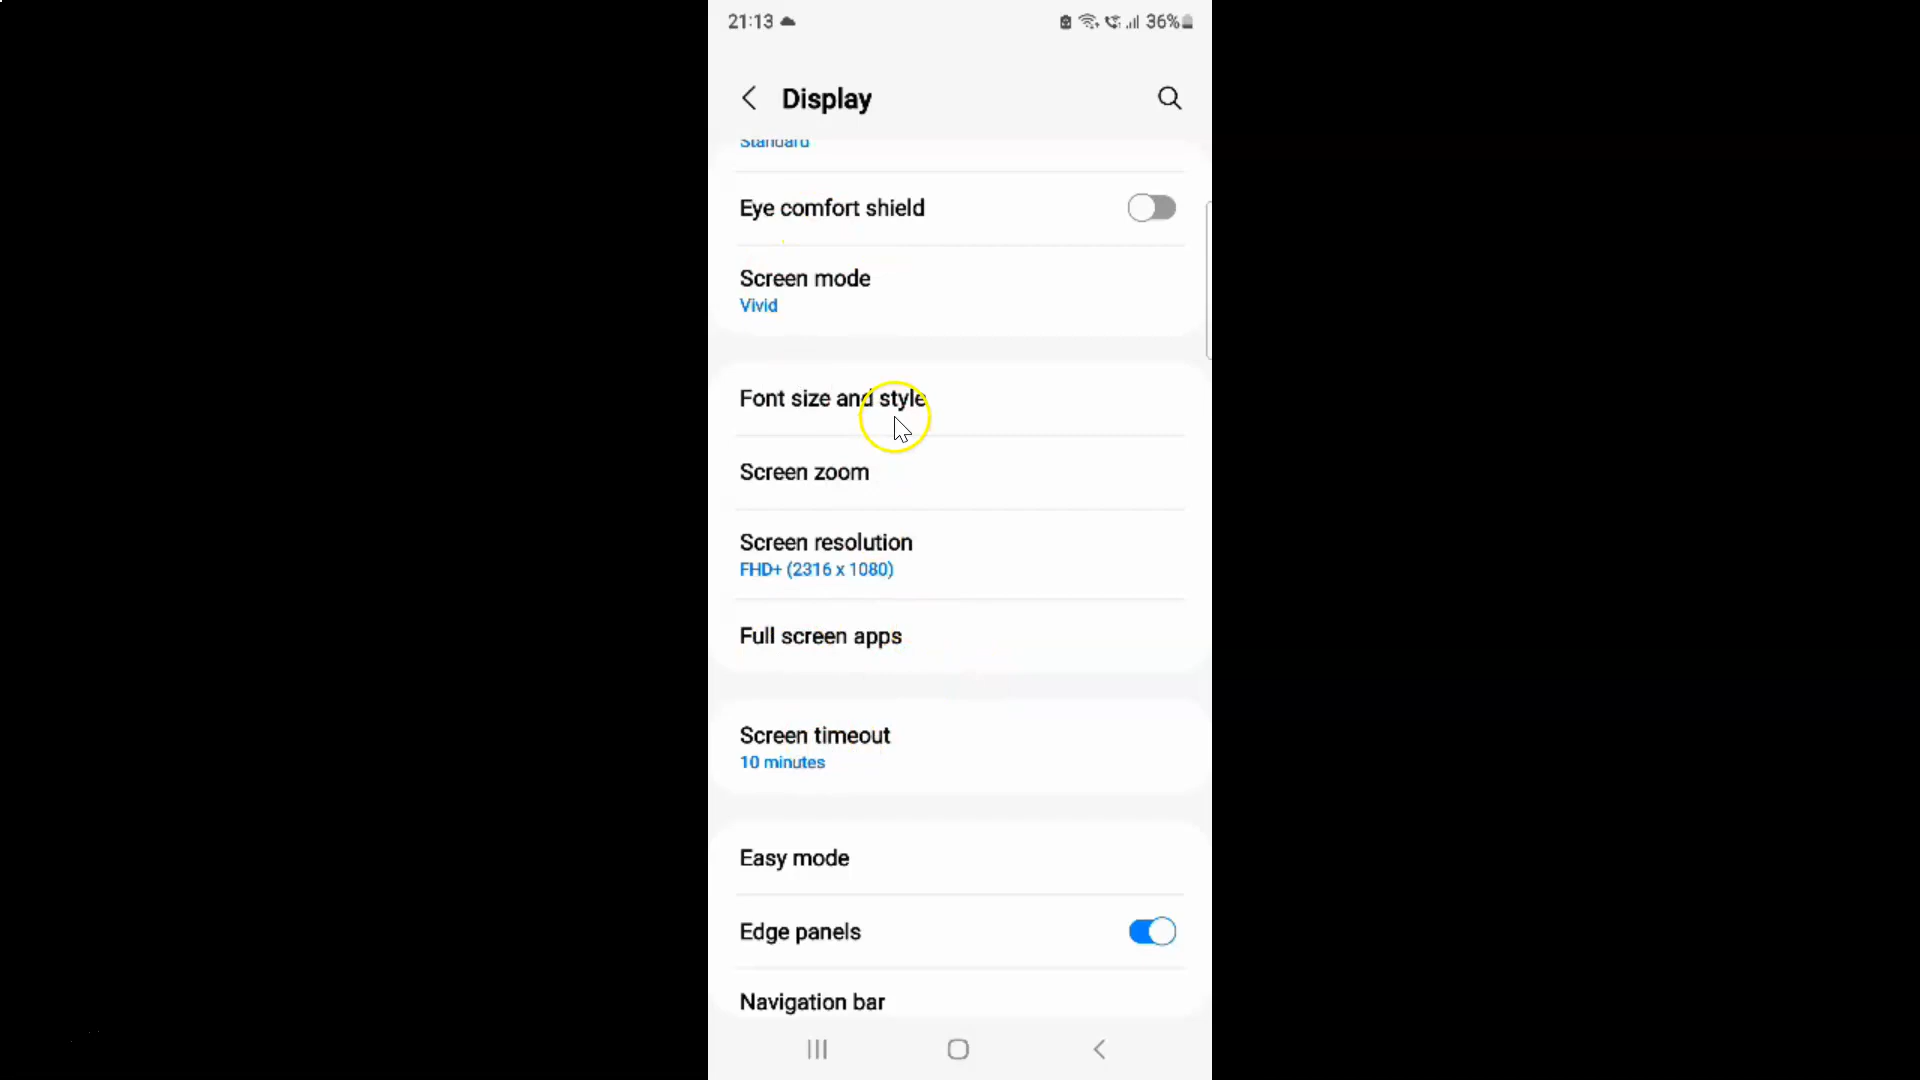 21:13
36%
Display
Standard
Eye comfort shield
Screen mode
Vivid
Font size and style
Screen zoom
Screen resolution
FHD+ (2316 x 1080)
Full screen apps
Screen timeout
10 minutes
Easy mode
Edge panels
Navigation bar